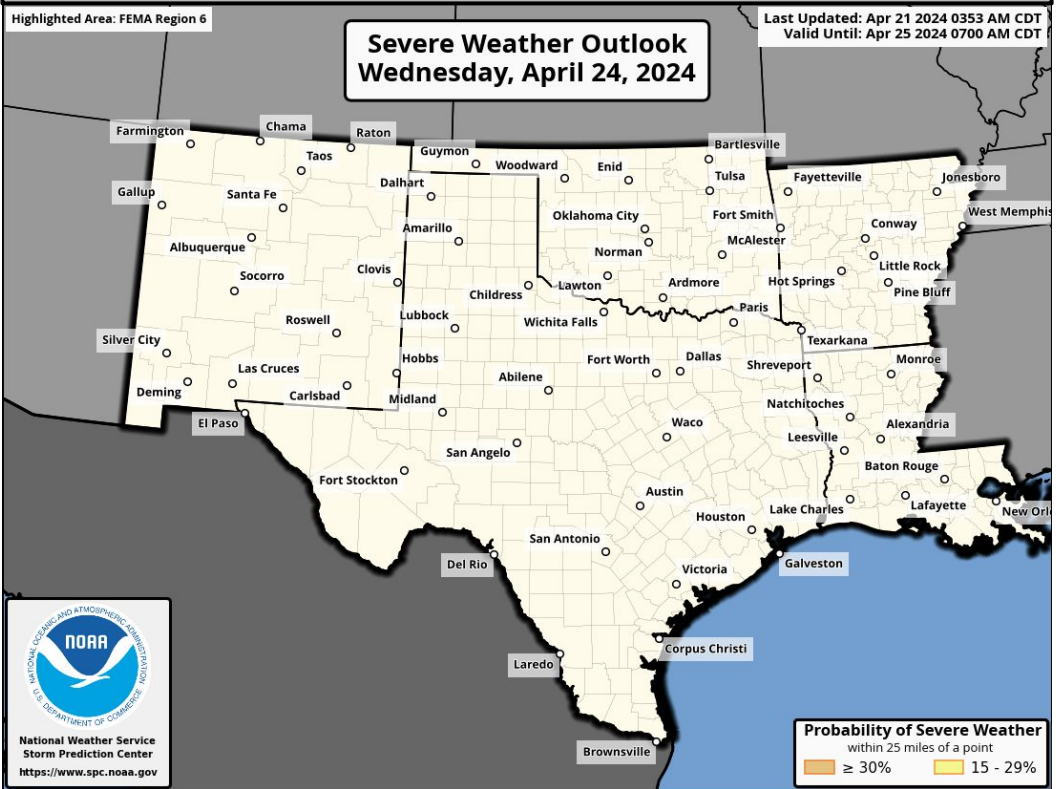 Highlighted Area: FEMA Region 6
Severe Weather Outlook
Wednesday, April 24, 2024
Last Updated: Apr 21 2024 0353 AM CDT
Valid Until: Apr 25 2024 0700 AM CDT
Farmington
Chama
Raton
Taos
Guymon
Woodward
Enid
Bartlesville
Tulsa
Fayetteville
Jonesboro
Gallup
Santa Fe
Dalhart
Amarillo
Oklahoma City
Fort Smith
West Memphis
Conway
Albuquerque
Norman
McAlester
Little Rock
Socorro
Clovis
Childress
Lawton
Ardmore
Hot Springs
Pine Bluff
Roswell
Lubbock
Wichita Falls
Paris
Texarkana
Silver City
Hobbs
Fort Worth
Dallas
Shreveport
Monroe
Las Cruces
Abilene
Deming
Carlsbad
Midland
Natchitoches
El Paso
Waco
Leesville
Alexandria
San Angelo
Baton Rouge
Fort Stockton
Austin
Houston
Lake Charles
Lafayette
New Orl
San Antonio
Del Rio
Victoria
Galveston
Laredo
Corpus Christi
Brownsville
NATIONAL OCEANIC AND ATMOSPHERIC ADMINISTRATION
NOAA
U.S. DEPARTMENT OF COMMERCE
National Weather Service
Storm Prediction Center
https://www.spc.noaa.gov
Probability of Severe Weather
within 25 miles of a point
≥ 30%
15 - 29%